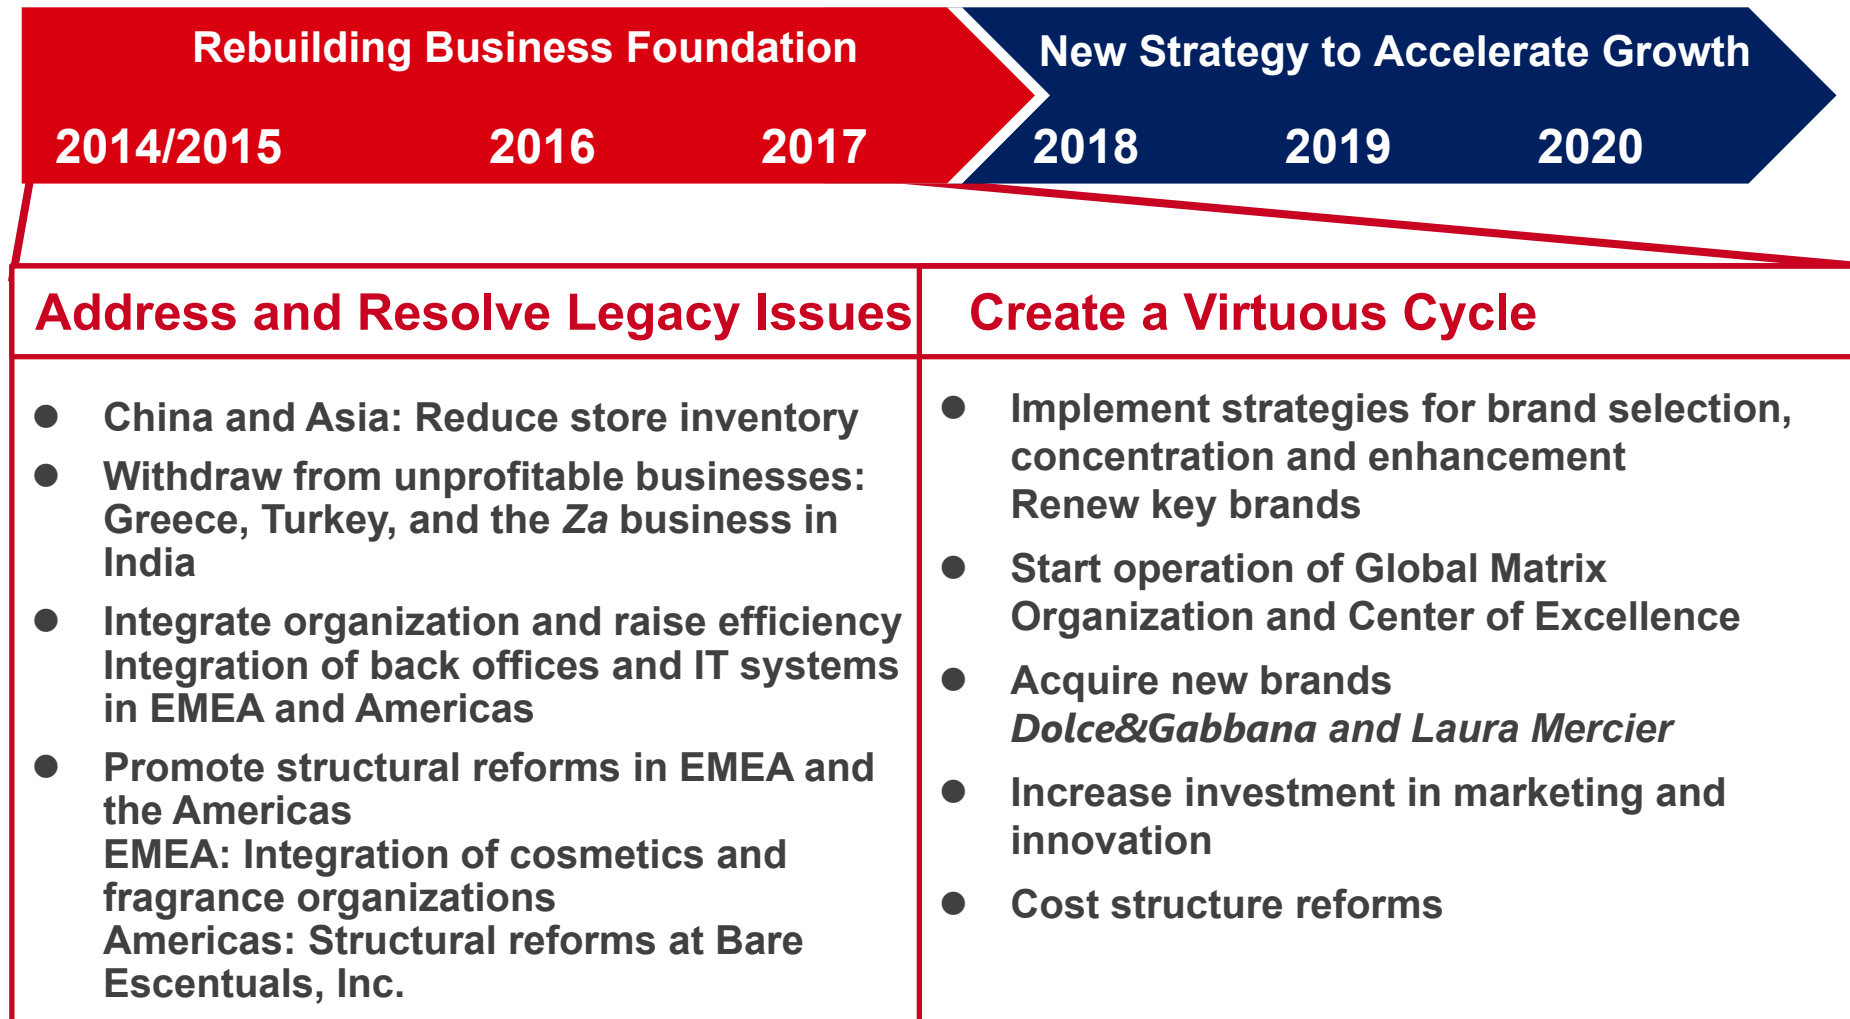 Rebuilding Business Foundation
New Strategy to Accelerate Growth
2014/2015 2016 2017 2018 2019 2020
Address and Resolve Legacy Issues
● China and Asia: Reduce store inventory
● Withdraw from unprofitable businesses:
Greece, Turkey, and the Za business in
India
● Integrate organization and raise efficiency
Integration of back offices and IT systems
in EMEA and Americas
● Promote structural reforms in EMEA and
the Americas
EMEA: Integration of cosmetics and
fragrance organizations
Americas: Structural reforms at Bare
Escentuals, Inc.
Create a Virtuous Cycle
● Implement strategies for brand selection,
concentration and enhancement
Renew key brands
● Start operation of Global Matrix
Organization and Center of Excellence
● Acquire new brands
Dolce&Gabbana and Laura Mercier
● Increase investment in marketing and
innovation
● Cost structure reforms